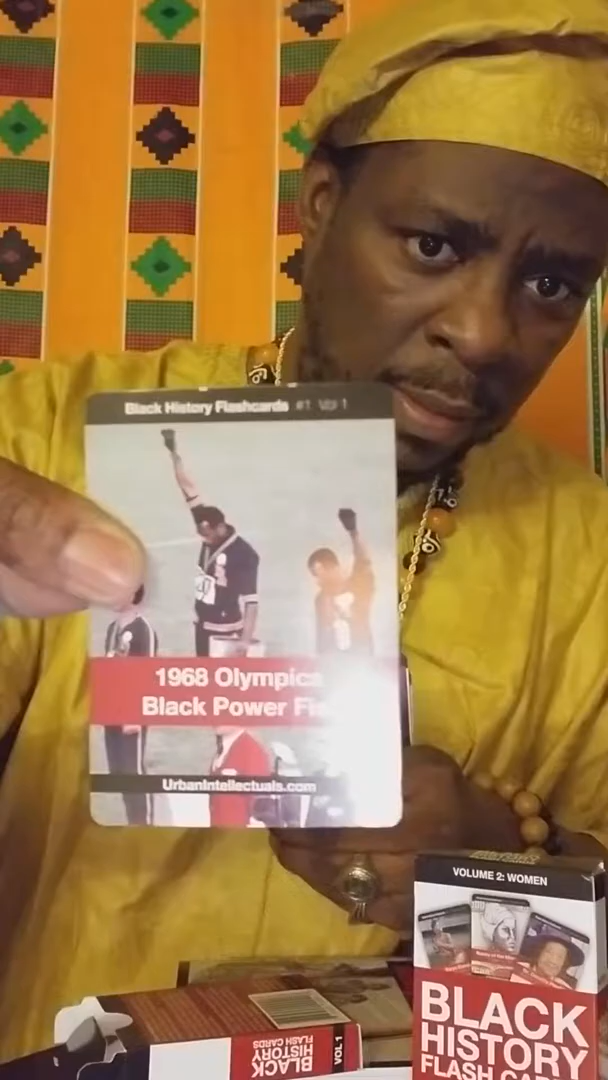 Black History Flashcards #1 Vol 1
1968 Olympics
Black Power
UrbanIntellectuals.com
VOLUME 2: WOMEN
BLACK
HISTORY
FLASH
BLACK
HISTORY
FLASH CARDS
VOL 1